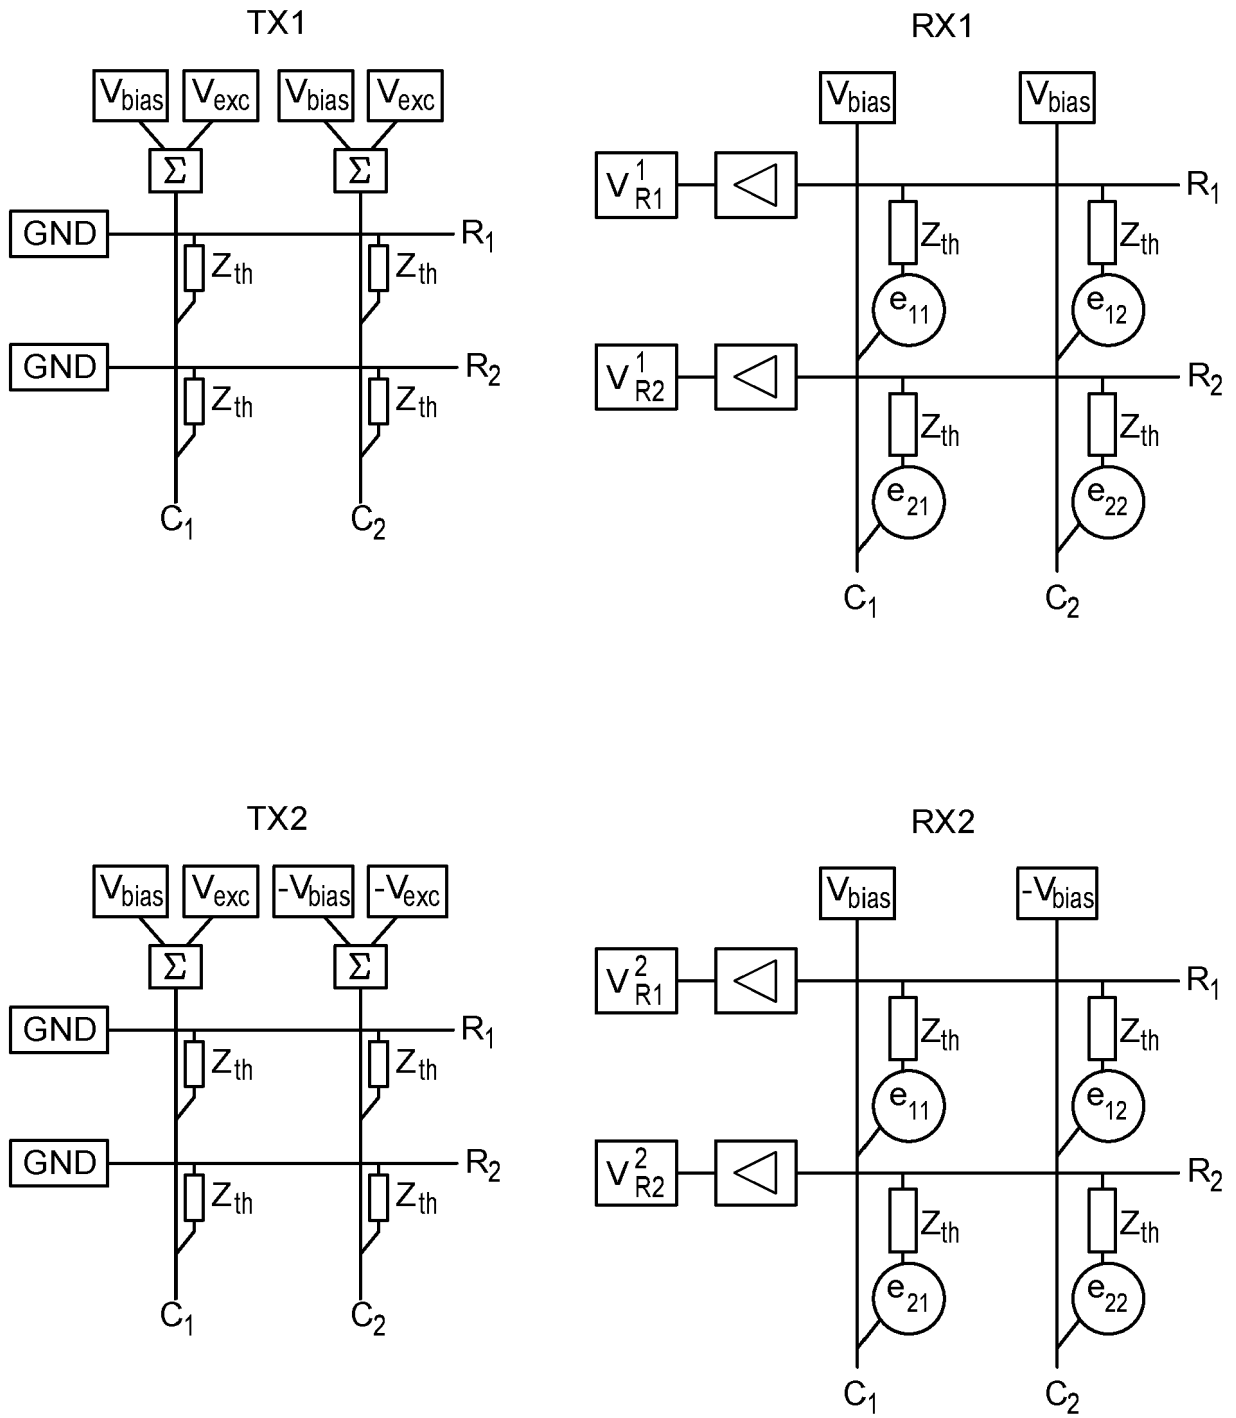 TX1
Vbias Vexc Vbias Vexc
Σ Σ
GND R1
Zth Zth
GND R2
Zth Zth
C1 C2
RX1
Vbias Vbias
V1R1 R1
Zth Zth
e11 e12
V1R2 R2
Zth Zth
e21 e22
C1 C2
TX2
Vbias Vexc -Vbias -Vexc
Σ Σ
GND R1
Zth Zth
GND R2
Zth Zth
C1 C2
RX2
Vbias -Vbias
V2R1 R1
Zth Zth
e11 e12
V2R2 R2
Zth Zth
e21 e22
C1 C2